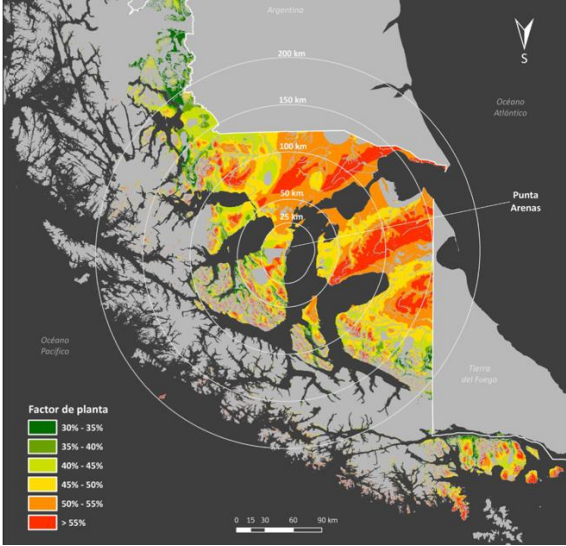 Argentina
200 km
S
150 km
Océano
Atlántico
100 km
50 km
25 km
Punta
Arenas
Océano
Pacífico
Tierra
del Fuego
Factor de planta
30% - 35%
35% - 40%
40% - 45%
45% - 50%
50% - 55%
> 55%
0 15 30 60 90 km